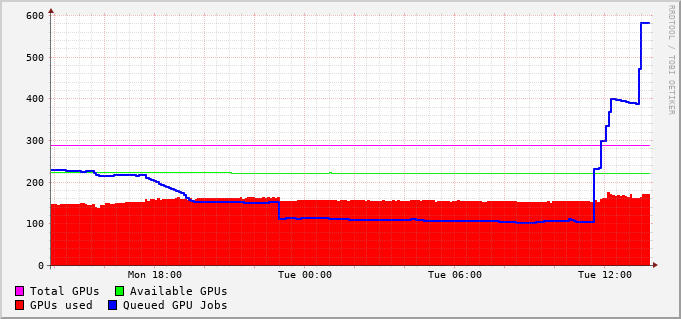 600
500
400
300
200
100
0
Mon 18:00 Tue 00:00 Tue 06:00 Tue 12:00
Total GPUs Available GPUs
GPUs used Queued GPU Jobs
RRDTOOL / TOBI OETIKER